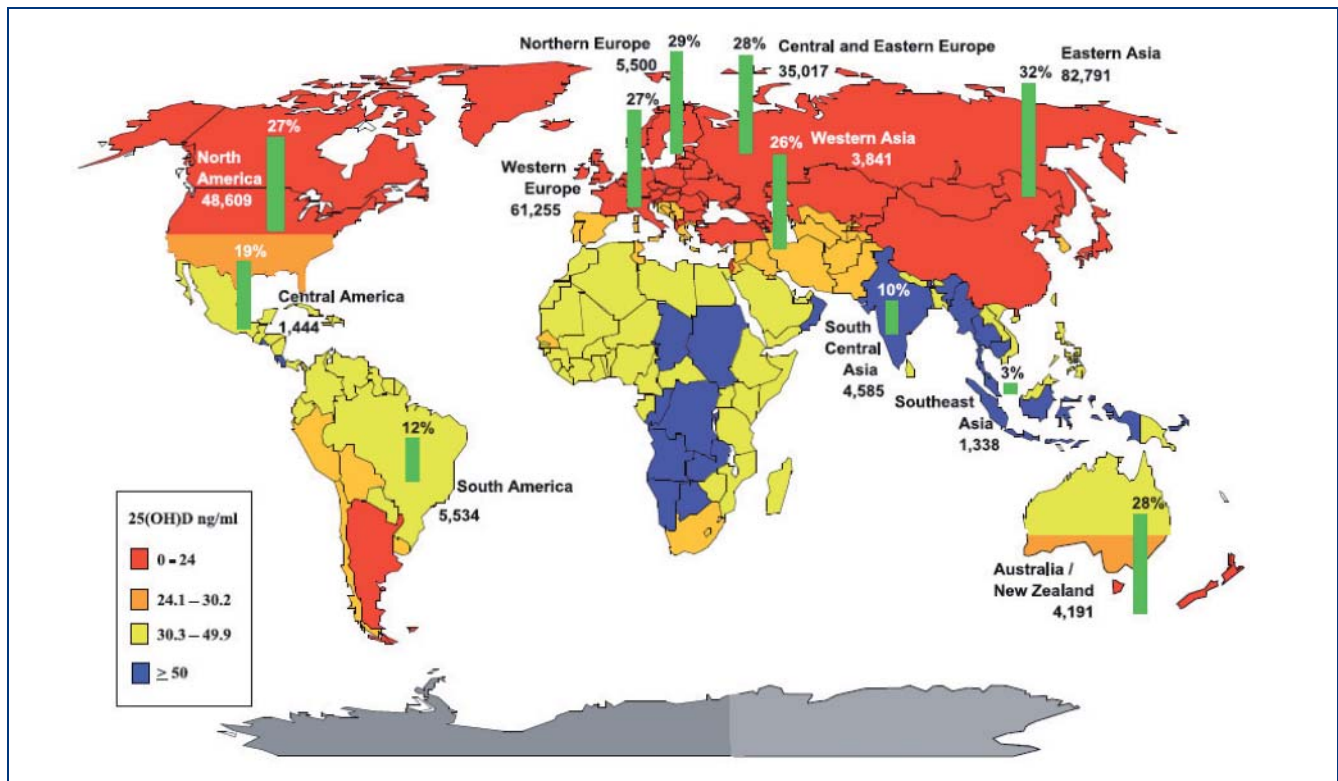 Northern Europe
5,500
29%
28%
Central and Eastern Europe
35,017
Eastern Asia
82,791
32%
27%
27%
North
America
48,609
Western
Europe
61,255
26%
Western Asia
3,841
19%
Central America
1,444
10%
South
Central
Asia
4,585
3%
Southeast
Asia
1,338
12%
South America
5,534
28%
Australia /
New Zealand
4,191
25(OH)D ng/ml
0 – 24
24.1 – 30.2
30.3 – 49.9
≥ 50